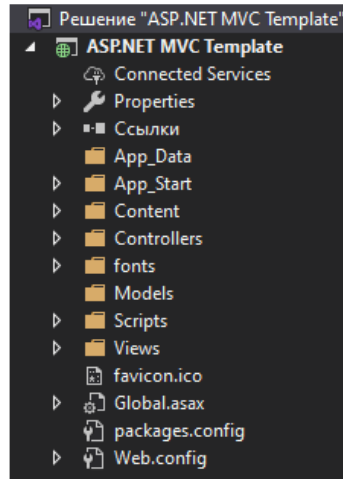 Решение "ASP.NET MVC Template"
ASP.NET MVC Template
Connected Services
Properties
Ссылки
App_Data
App_Start
Content
Controllers
fonts
Models
Scripts
Views
favicon.ico
Global.asax
packages.config
Web.config